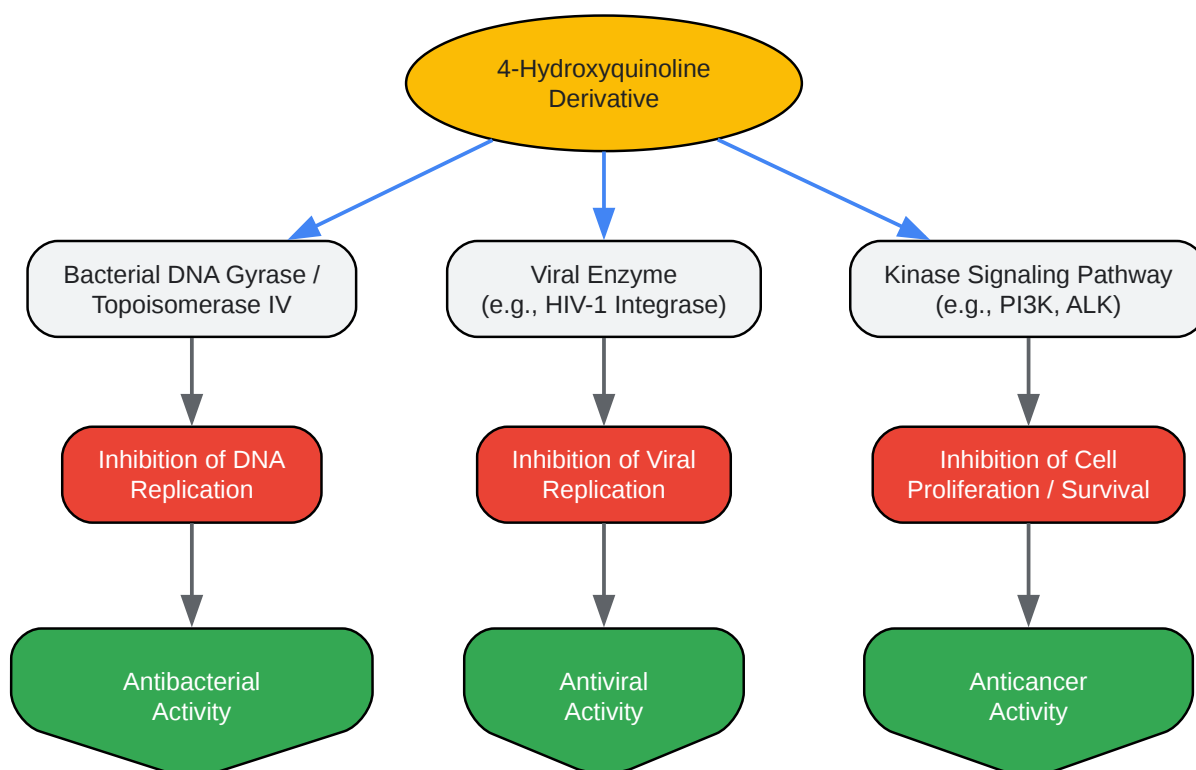 4-Hydroxyquinoline
Derivative
Bacterial DNA Gyrase /
Topoisomerase IV
Viral Enzyme
(e.g., HIV-1 Integrase)
Kinase Signaling Pathway
(e.g., PI3K, ALK)
Inhibition of DNA
Replication
Inhibition of Viral
Replication
Inhibition of Cell
Proliferation / Survival
Antibacterial
Activity
Antiviral
Activity
Anticancer
Activity